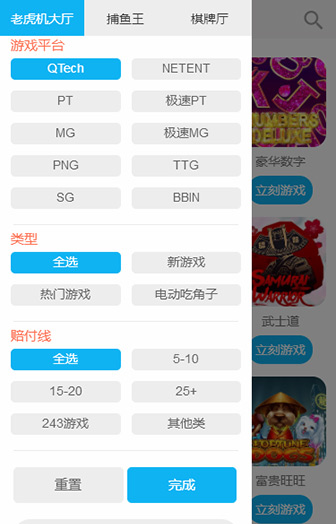 老虎机大厅 捕鱼王 棋牌厅
游戏平台
QTech NETENT
PT 极速PT
MG 极速MG
PNG TTG
SG BBIN
类型
全选 新游戏
热门游戏 电动吃角子
赔付线
全选 5-10
15-20 25+
243游戏 其他类
重置 完成
NUMBERS
DELUXE
豪华数字
立刻游戏
SAMURAI
WARRIOR
武士道
立刻游戏
FORTUNE
DOGS
富贵旺旺
立刻游戏